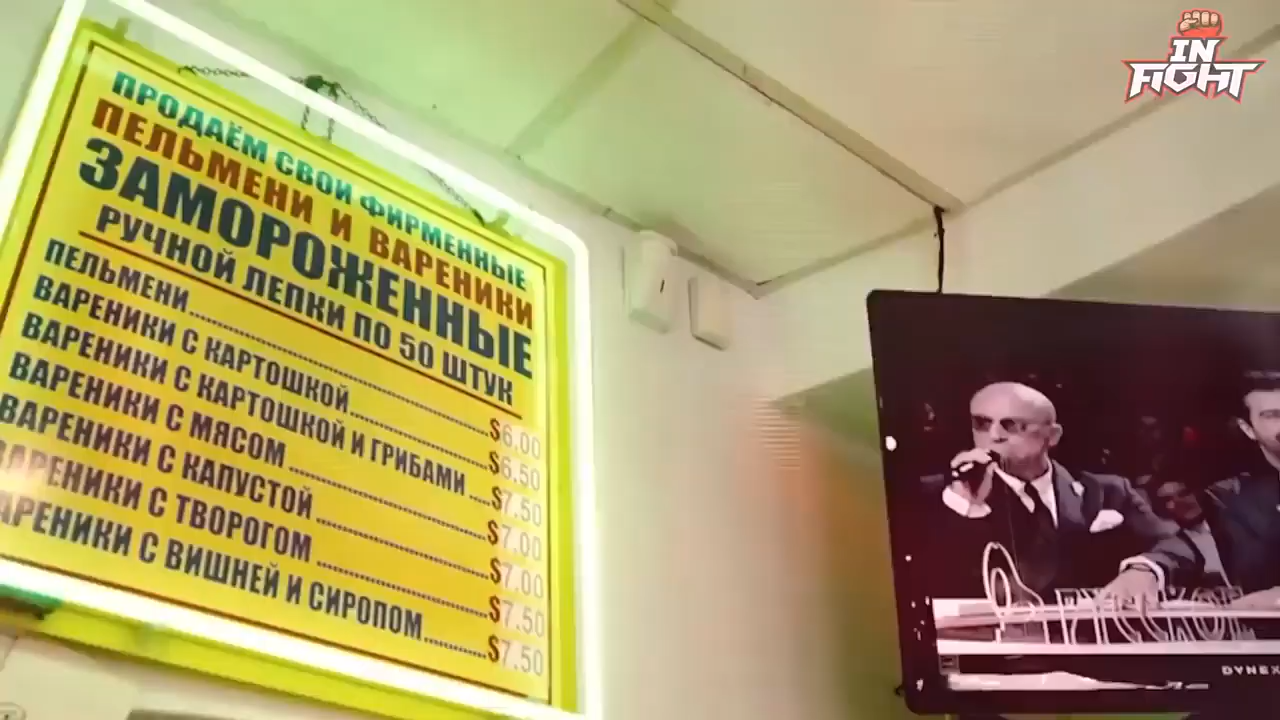 ПРОДАЁМ СВОИ ФИРМЕННЫЕ
ПЕЛЬМЕНИ И ВАРЕНИКИ
ЗАМОРОЖЕННЫЕ
РУЧНОЙ ЛЕПКИ ПО 50 ШТУК
ПЕЛЬМЕНИ $6.00
ВАРЕНИКИ С КАРТОШКОЙ $6.50
ВАРЕНИКИ С КАРТОШКОЙ И ГРИБАМИ $7.50
ВАРЕНИКИ С МЯСОМ $7.00
ВАРЕНИКИ С КАПУСТОЙ $7.00
ВАРЕНИКИ С ТВОРОГОМ $7.50
ВАРЕНИКИ С ВИШНЕЙ И СИРОПОМ $7.50
IN
FIGHT
DYNEX